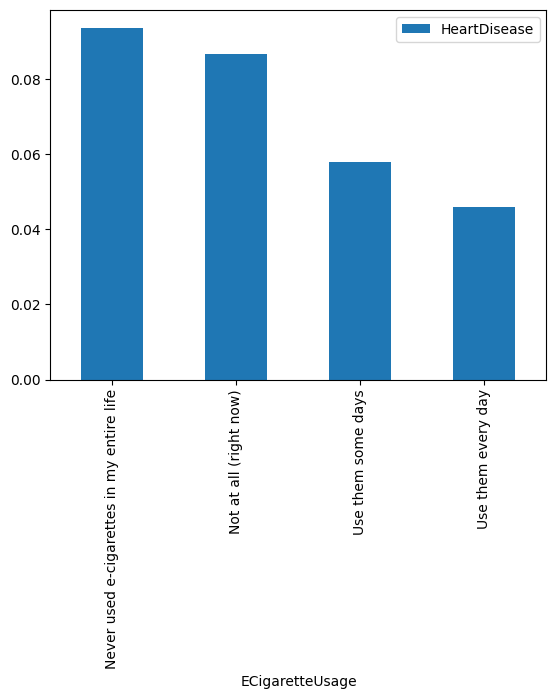 HeartDisease
0.08
0.06
0.04
0.02
0.00
Never used e-cigarettes in my entire life
Not at all (right now)
Use them some days
Use them every day
ECigaretteUsage